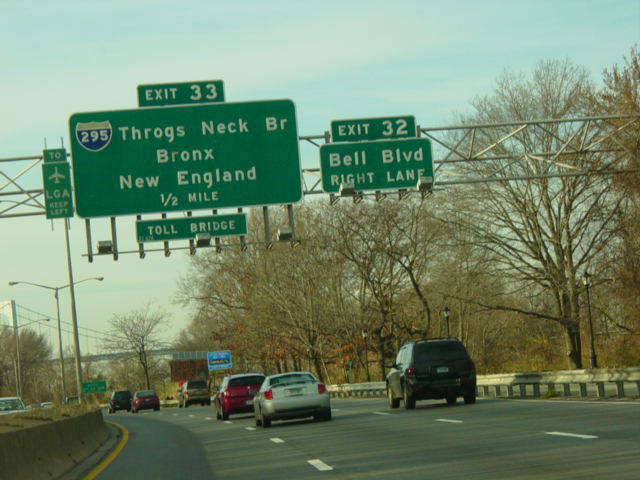 EXIT 33
295
Throgs Neck Br
Bronx
New England
1/2 MILE
TOLL BRIDGE
EXIT 32
Bell Blvd
RIGHT LANE
TO
LGA
KEEP
LEFT